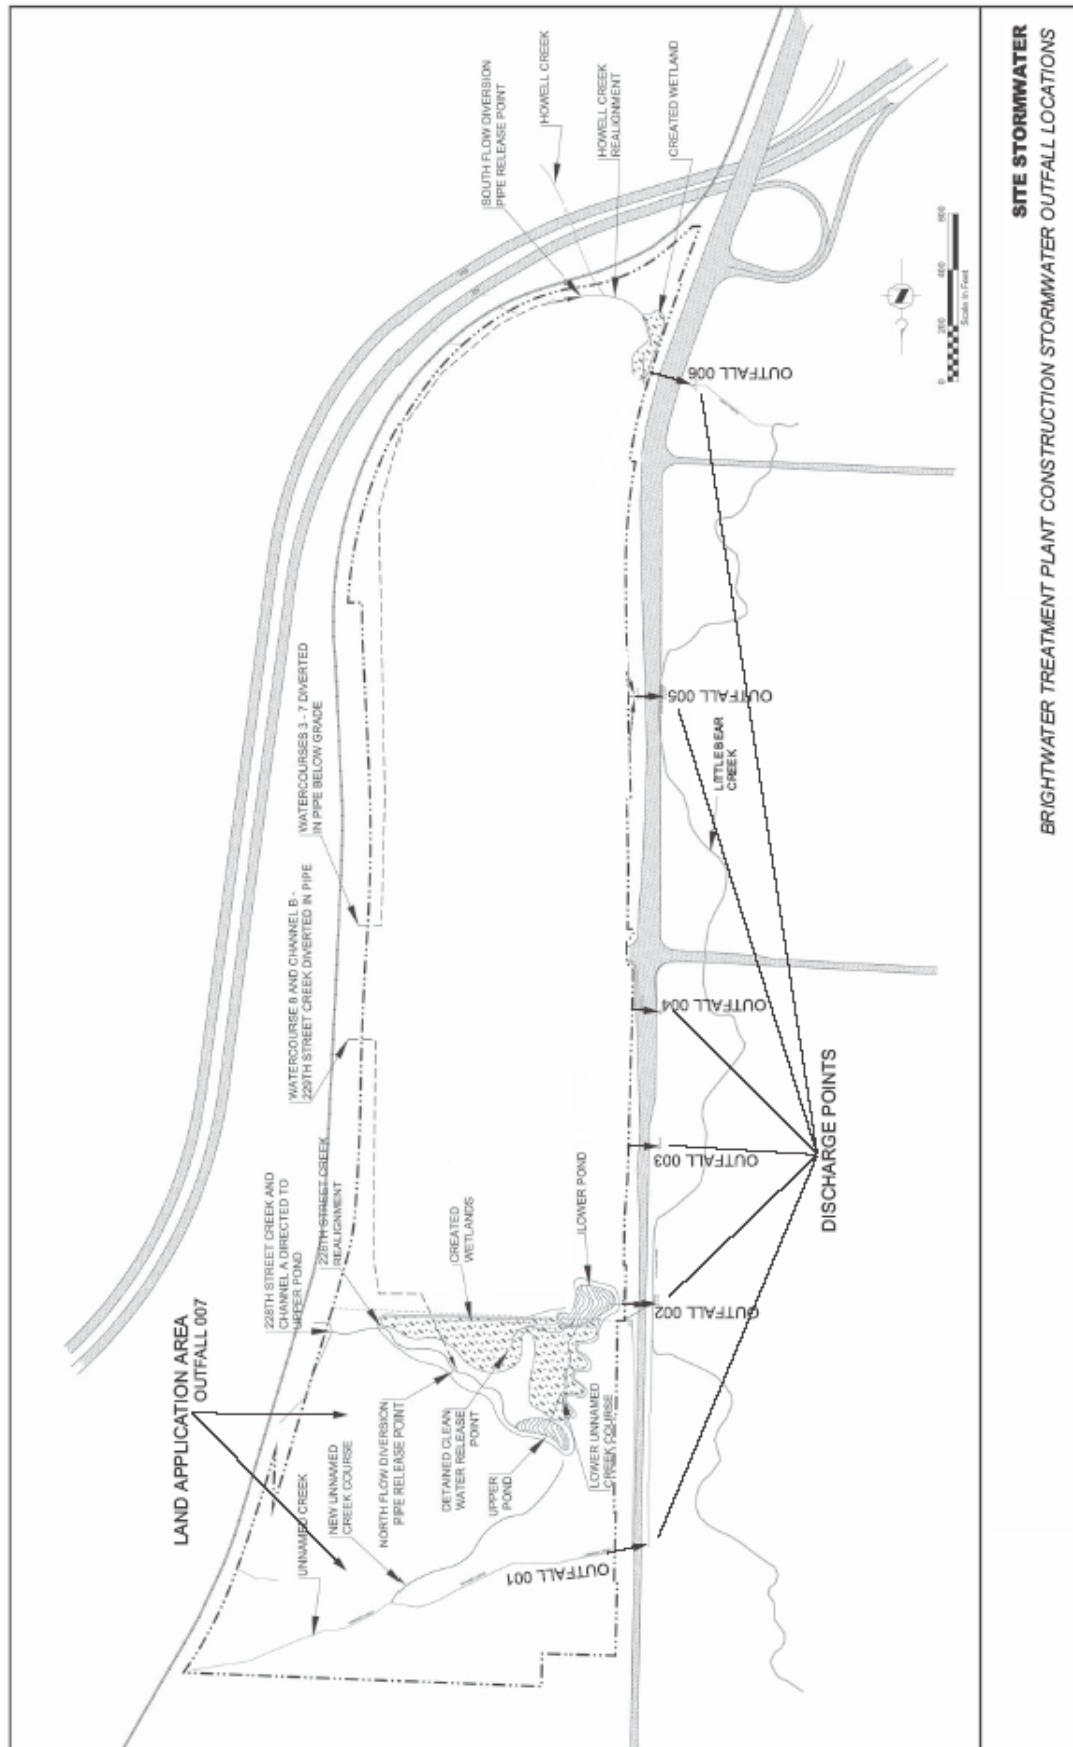 SITE STORMWATER
BRIGHTWATER TREATMENT PLANT CONSTRUCTION STORMWATER OUTFALL LOCATIONS
LAND APPLICATION AREA
OUTFALL 007
UNNAMED CREEK
NEW UNNAMED
CREEK COURSE
NORTH FLOW DIVERSION
PIPE RELEASE POINT
DETAINED CLEAN
WATER RELEASE
POINT
UPPER
POND
LOWER UNNAMED
CREEK COURSE
228TH STREET CREEK AND
CHANNEL A DIRECTED TO
UPPER POND
228TH STREET CREEK
REALIGNMENT
CREATED
WETLANDS
LOWER POND
WATERCOURSE 8 AND CHANNEL B -
229TH STREET CREEK DIVERTED IN PIPE
WATERCOURSES 3 - 7 DIVERTED
IN PIPE BELOW GRADE
SOUTH FLOW DIVERSION
PIPE RELEASE POINT
HOWELL CREEK
HOWELL CREEK
REALIGNMENT
CREATED WETLAND
OUTFALL 001
OUTFALL 002
OUTFALL 003
OUTFALL 004
OUTFALL 005
OUTFALL 006
LITTLE BEAR
CREEK
DISCHARGE POINTS
0 200 400 600
Scale In Feet